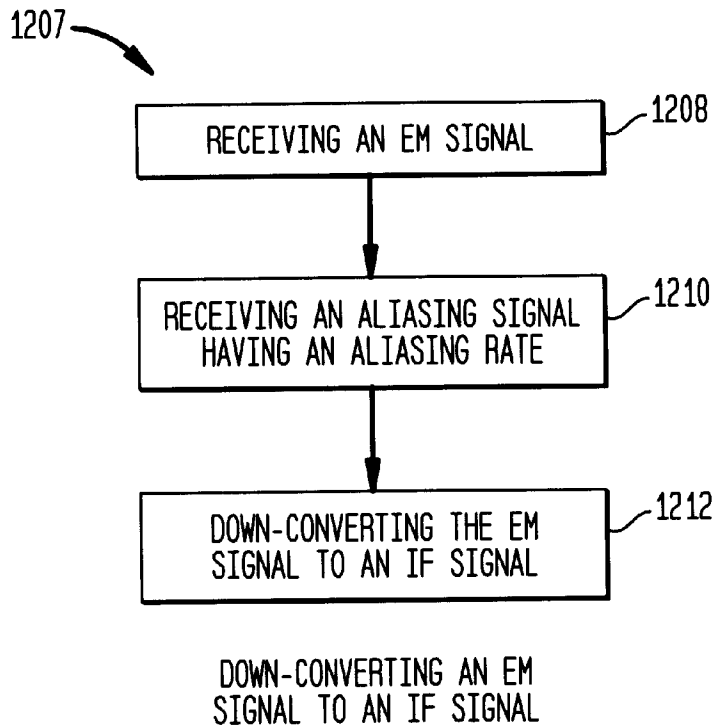 1207
RECEIVING AN EM SIGNAL
1208
RECEIVING AN ALIASING SIGNAL
HAVING AN ALIASING RATE
1210
DOWN-CONVERTING THE EM
SIGNAL TO AN IF SIGNAL
1212
DOWN-CONVERTING AN EM
SIGNAL TO AN IF SIGNAL